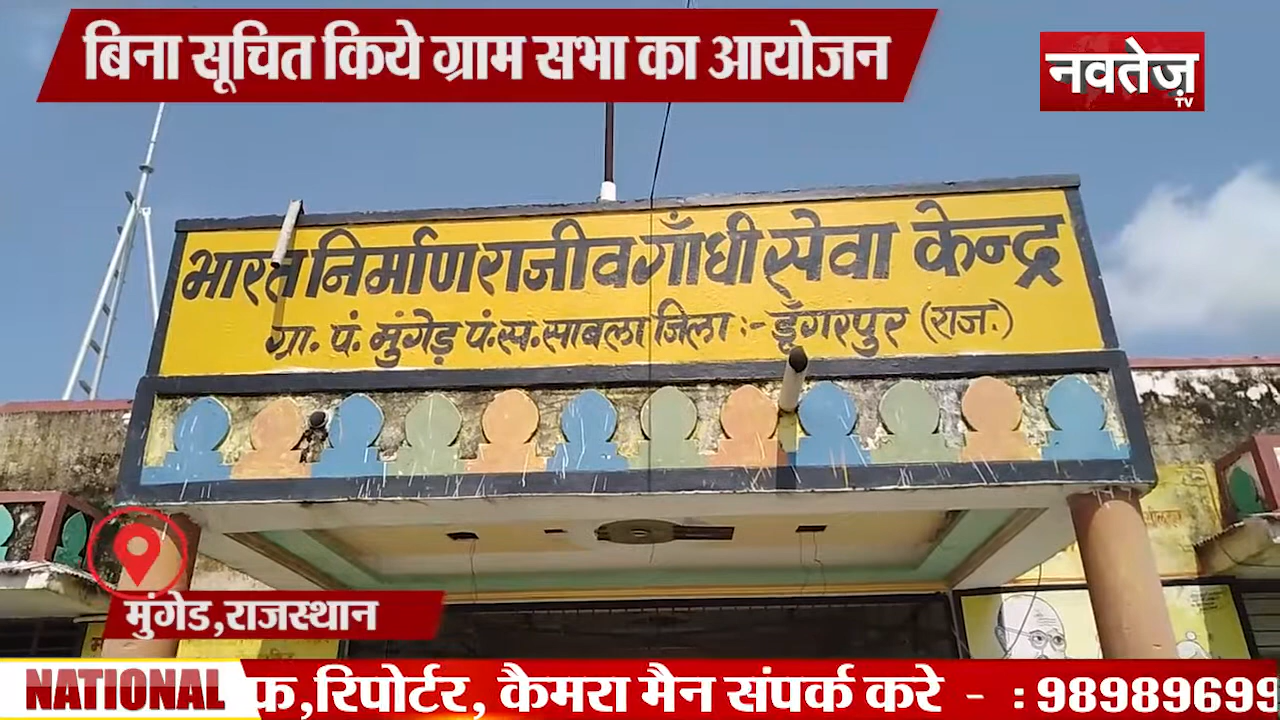 बिना सूचित किये ग्राम सभा का आयोजन
नवतेज़
TV
भारत निर्माण राजीव गाँधी सेवा केन्द्र
ग्रा. पं. मुंगेड़ पं.स. साबला जिला :- डूँगरपुर (राज.)
मुंगेड,राजस्थान
NATIONAL
फ,रिपोर्टर, कैमरा मैन संपर्क करे - : 98989699